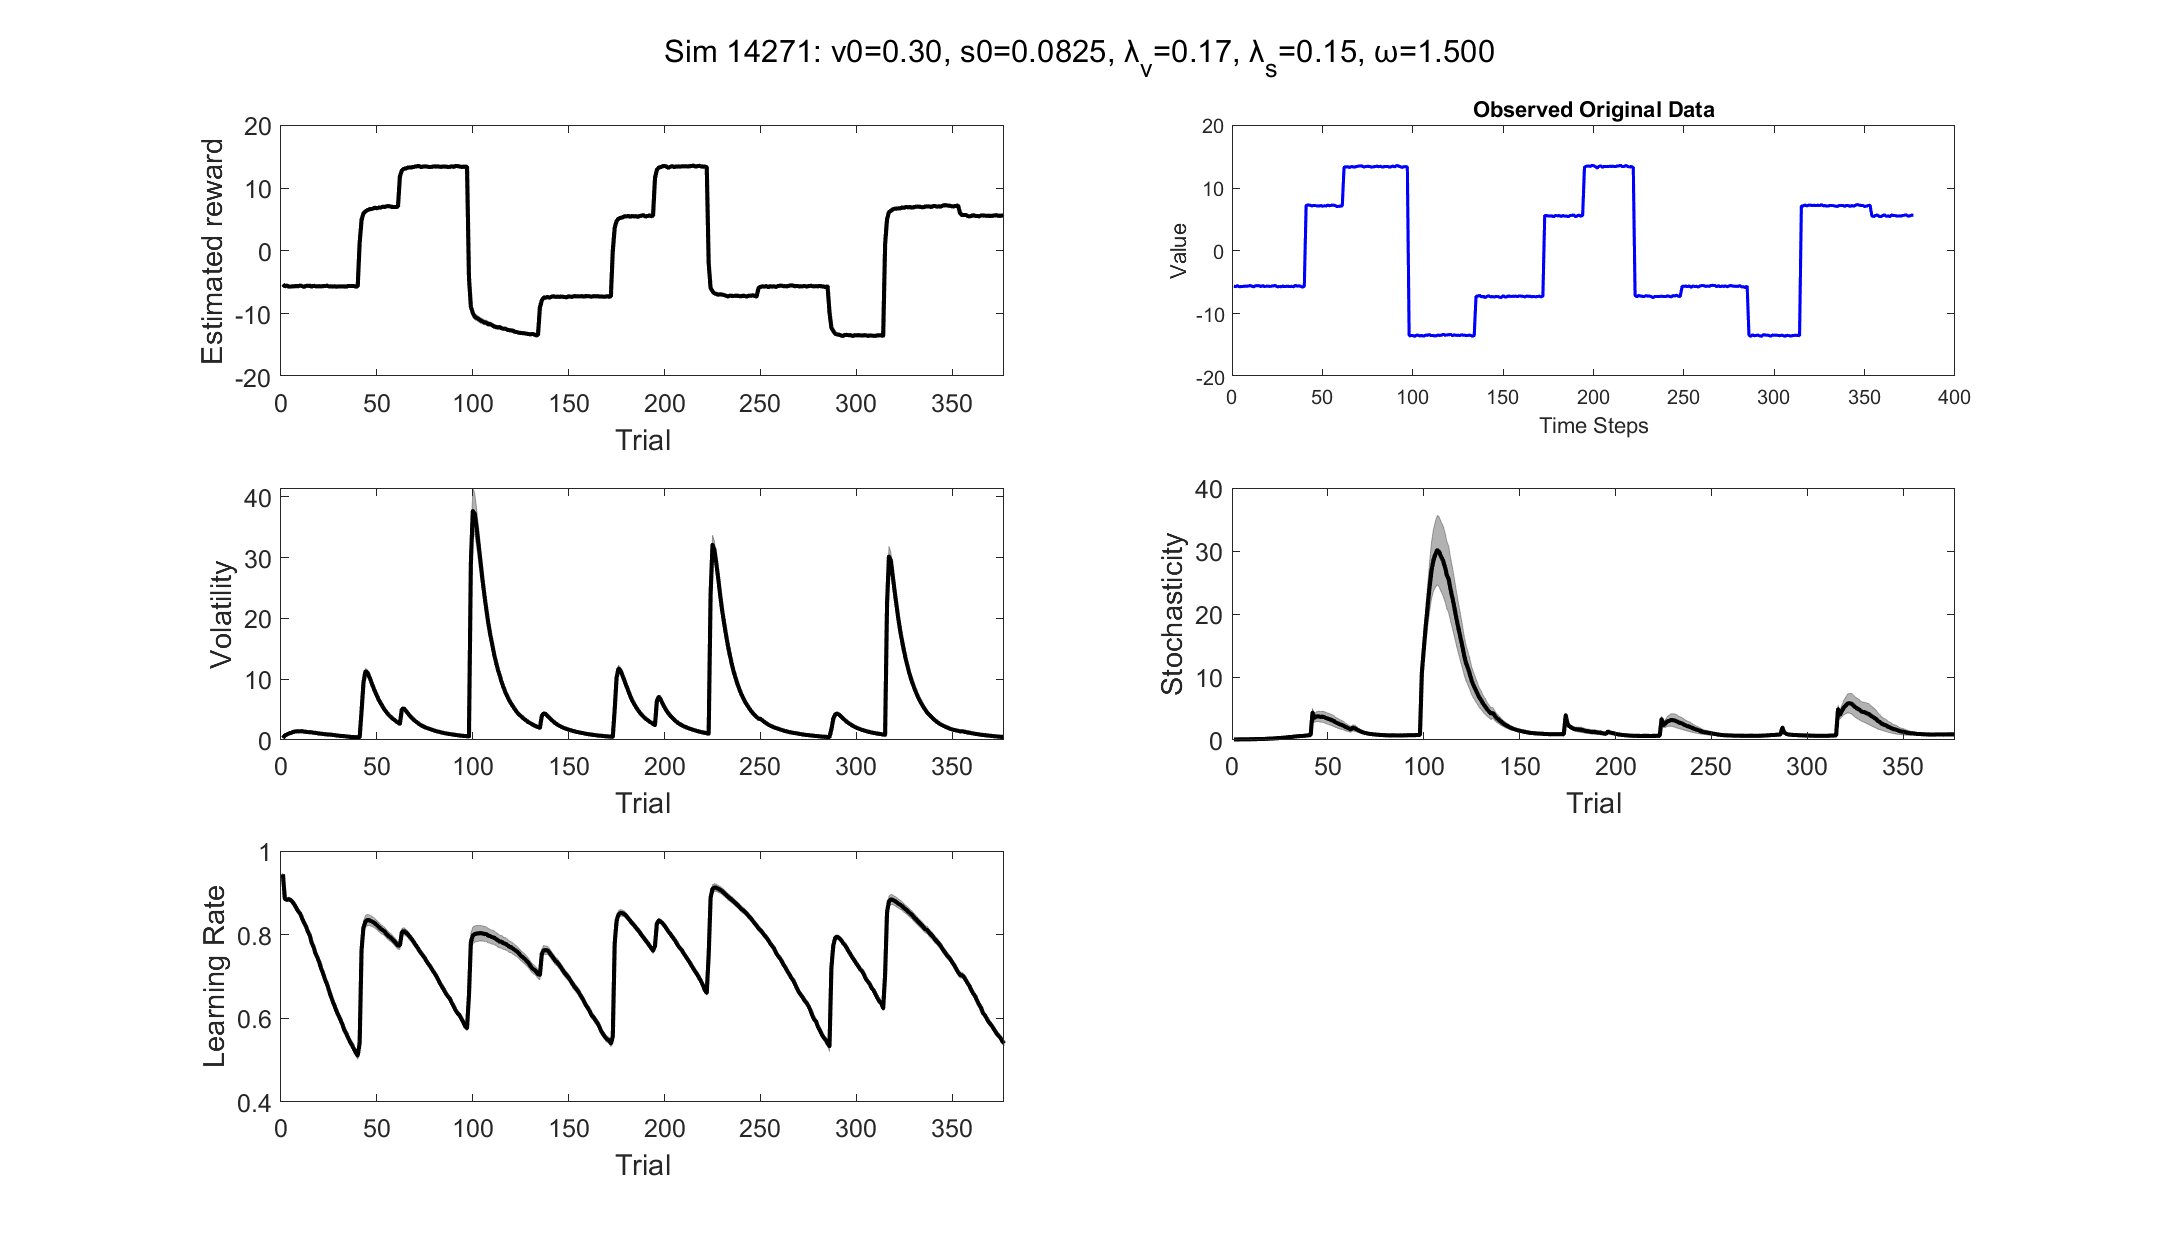 Sim 14271: v0=0.30, s0=0.0825, λ_v=0.17, λ_s=0.15, ω=1.500
Estimated reward
20
10
0
-10
-20
0 50 100 150 200 250 300 350
Trial
Observed Original Data
Value
20
10
0
-10
-20
0 50 100 150 200 250 300 350 400
Time Steps
Volatility
40
30
20
10
0
0 50 100 150 200 250 300 350
Trial
Stochasticity
40
30
20
10
0
0 50 100 150 200 250 300 350
Trial
Learning Rate
1
0.8
0.6
0.4
0 50 100 150 200 250 300 350
Trial